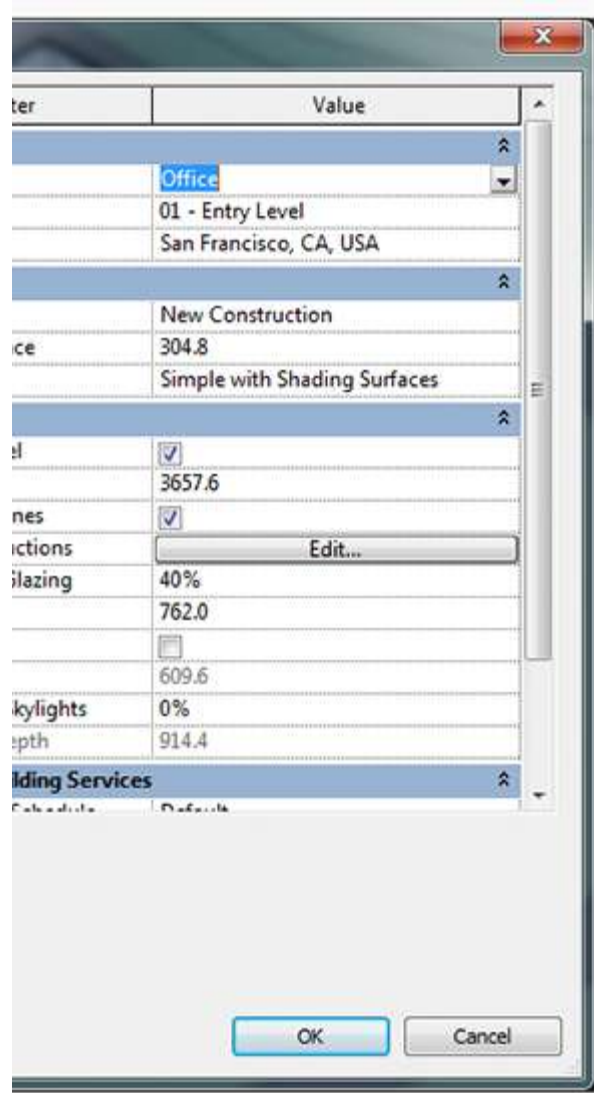 ter Value
Office
01 - Entry Level
San Francisco, CA, USA
New Construction
ce 304.8
Simple with Shading Surfaces
el
3657.6
nes
ictions Edit...
Glazing 40%
762.0
609.6
kylights 0%
epth 914.4
lding Services
Schedule Default
OK Cancel